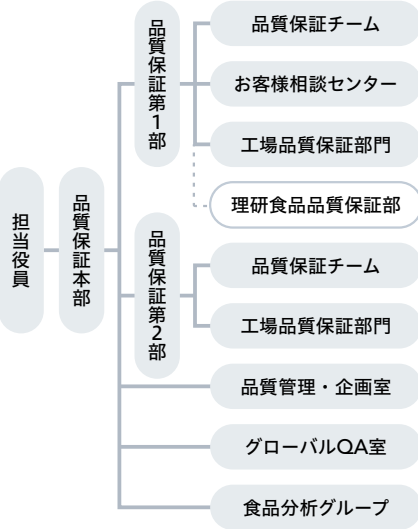 担当役員
品質保証本部
品質保証第1部
品質保証チーム
お客様相談センター
工場品質保証部門
理研食品品質保証部
品質保証第2部
品質保証チーム
工場品質保証部門
品質管理・企画室
グローバルQA室
食品分析グループ